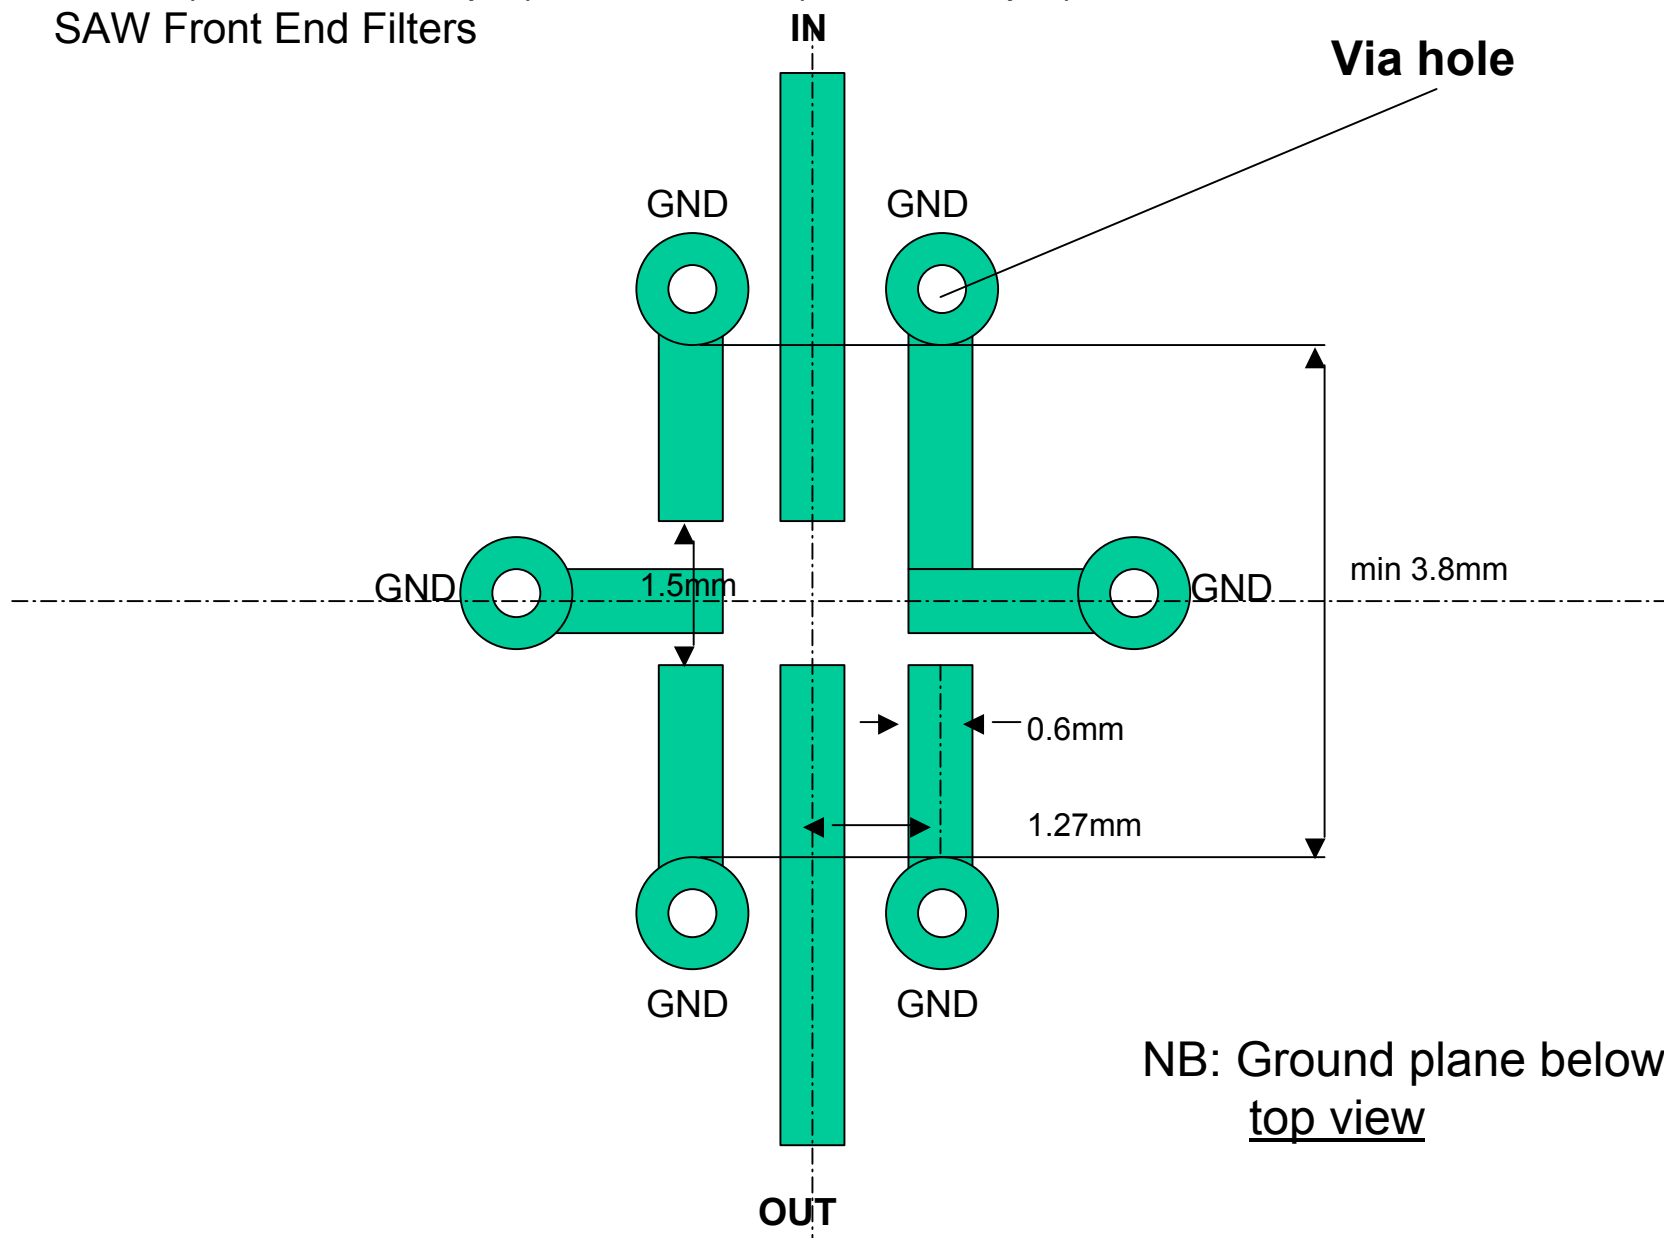 SAW Front End Filters
IN
Via hole
GND
GND
GND
1.5mm
GND
min 3.8mm
0.6mm
1.27mm
GND
GND
NB: Ground plane below
top view
OUT